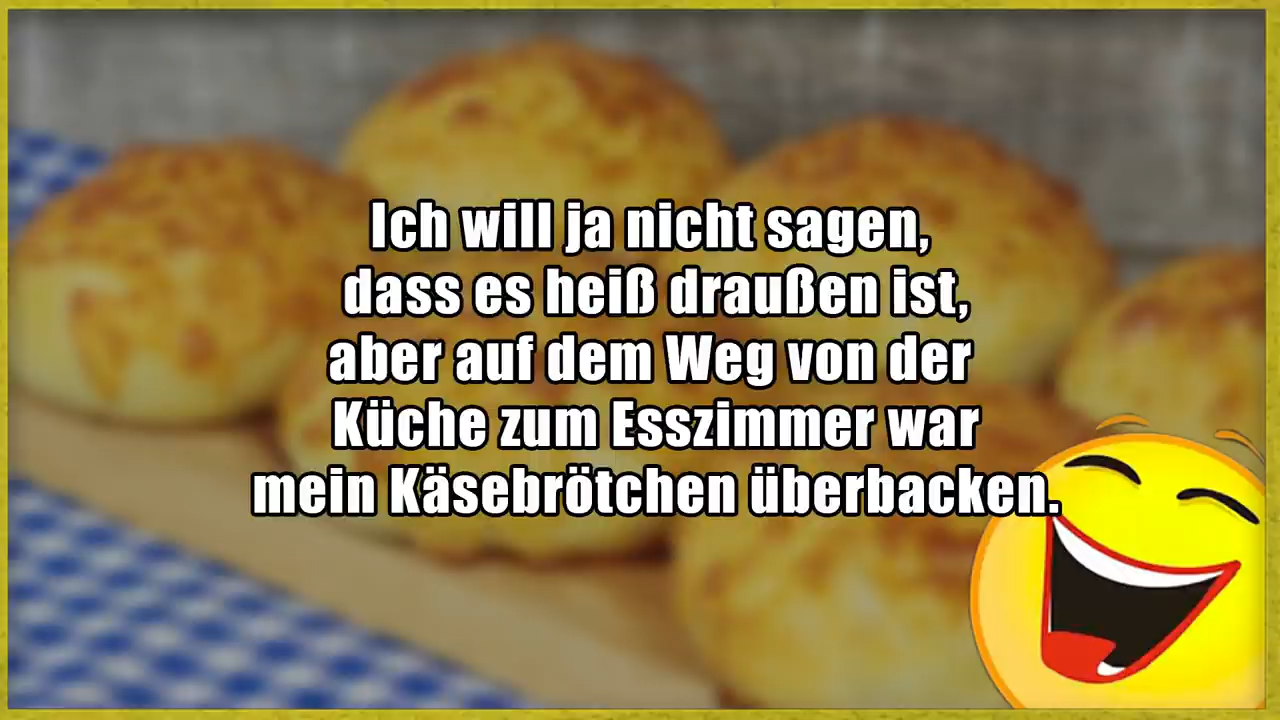 Ich will ja nicht sagen,
dass es heiß draußen ist,
aber auf dem Weg von der
Küche zum Esszimmer war
mein Käsebrötchen überbacken.